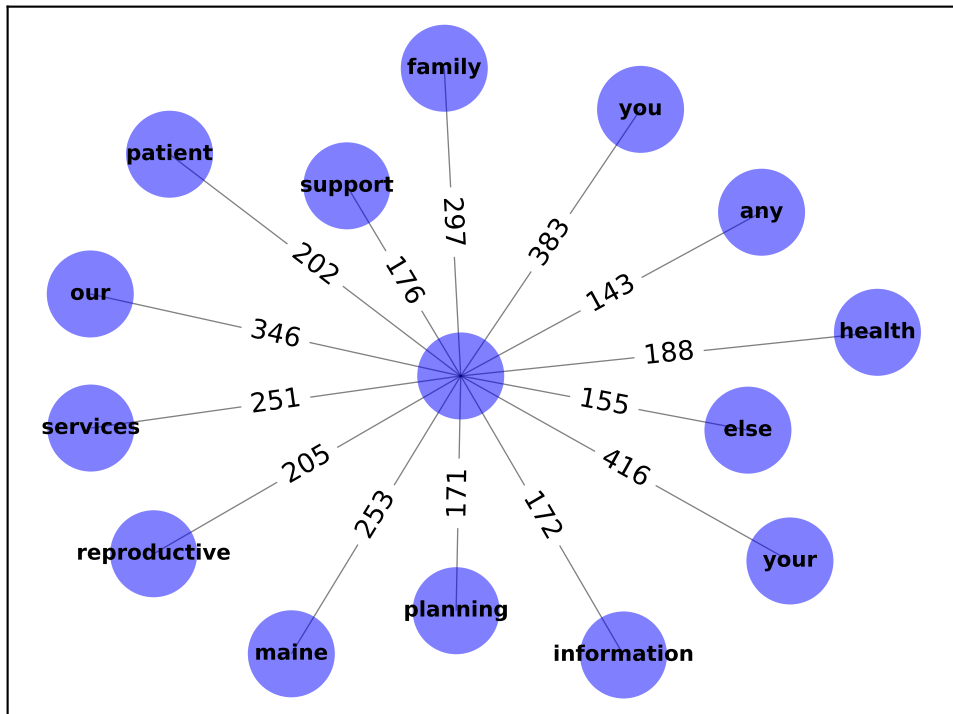 family
you
patient
support
any
297
383
202
176
143
our
346
health
188
services
251
155
else
205
416
253
171
172
reproductive
your
planning
maine
information